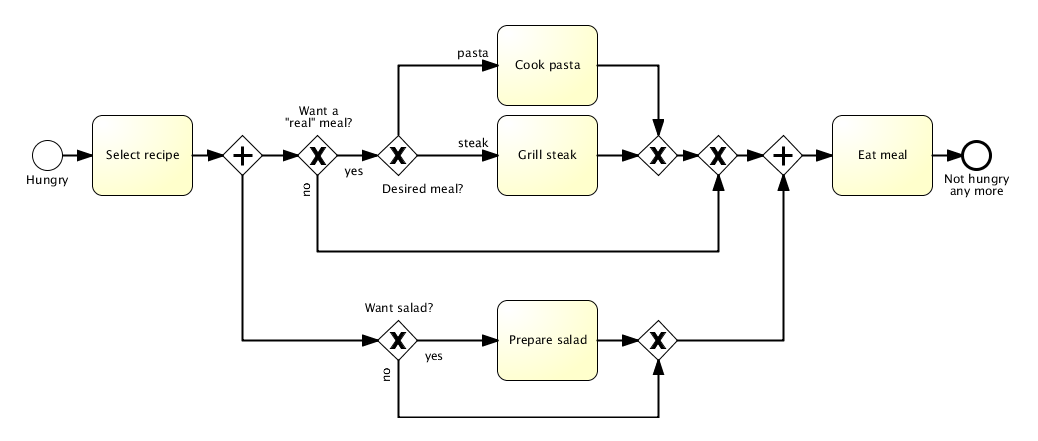 pasta
Cook pasta
Want a
"real" meal?
Hungry
Select recipe
yes
no
steak
Desired meal?
Grill steak
Eat meal
Not hungry
any more
Want salad?
yes
no
Prepare salad